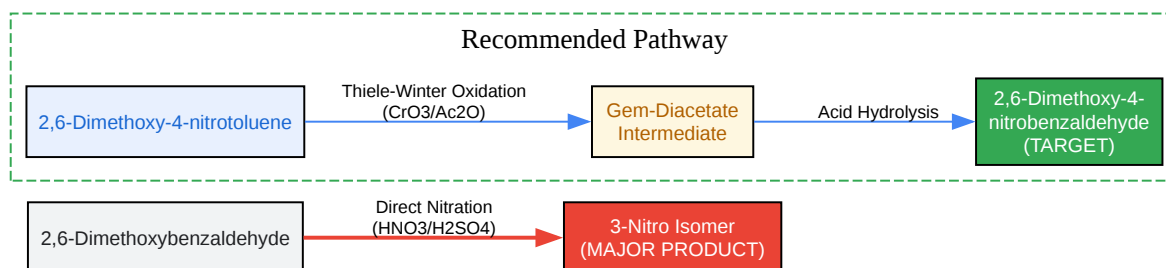 Recommended Pathway
2,6-Dimethoxy-4-nitrotoluene
Thiele-Winter Oxidation
(CrO3/Ac2O)
Gem-Diacetate
Intermediate
Acid Hydrolysis
2,6-Dimethoxy-4-
nitrobenzaldehyde
(TARGET)
2,6-Dimethoxybenzaldehyde
Direct Nitration
(HNO3/H2SO4)
3-Nitro Isomer
(MAJOR PRODUCT)